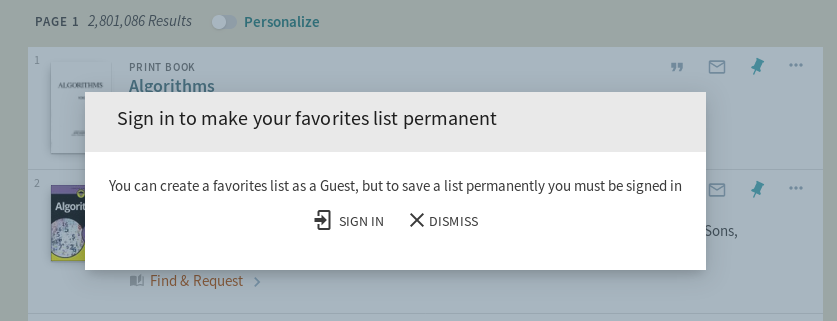 PAGE 1 2,801,086 Results Personalize
1
PRINT BOOK
Algorithms
ALGORITHMS
Sign in to make your favorites list permanent
You can create a favorites list as a Guest, but to save a list permanently you must be signed in
SIGN IN DISMISS
2
Algorit
Sons,
Find & Request